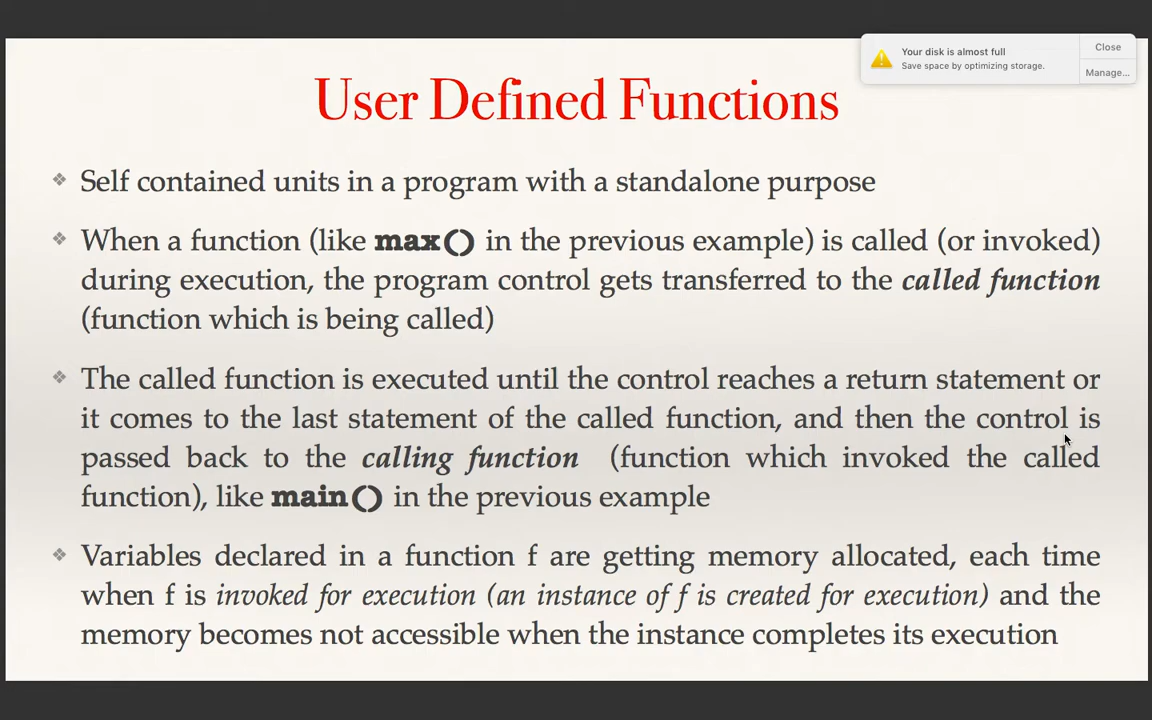 Your disk is almost full
Close
Save space by optimizing storage.
Manage...
User Defined Functions
❖ Self contained units in a program with a standalone purpose
❖ When a function (like max() in the previous example) is called (or invoked)
during execution, the program control gets transferred to the called function
(function which is being called)
❖ The called function is executed until the control reaches a return statement or
it comes to the last statement of the called function, and then the control is
passed back to the calling function (function which invoked the called
function), like main() in the previous example
❖ Variables declared in a function f are getting memory allocated, each time
when f is invoked for execution (an instance of f is created for execution) and the
memory becomes not accessible when the instance completes its execution